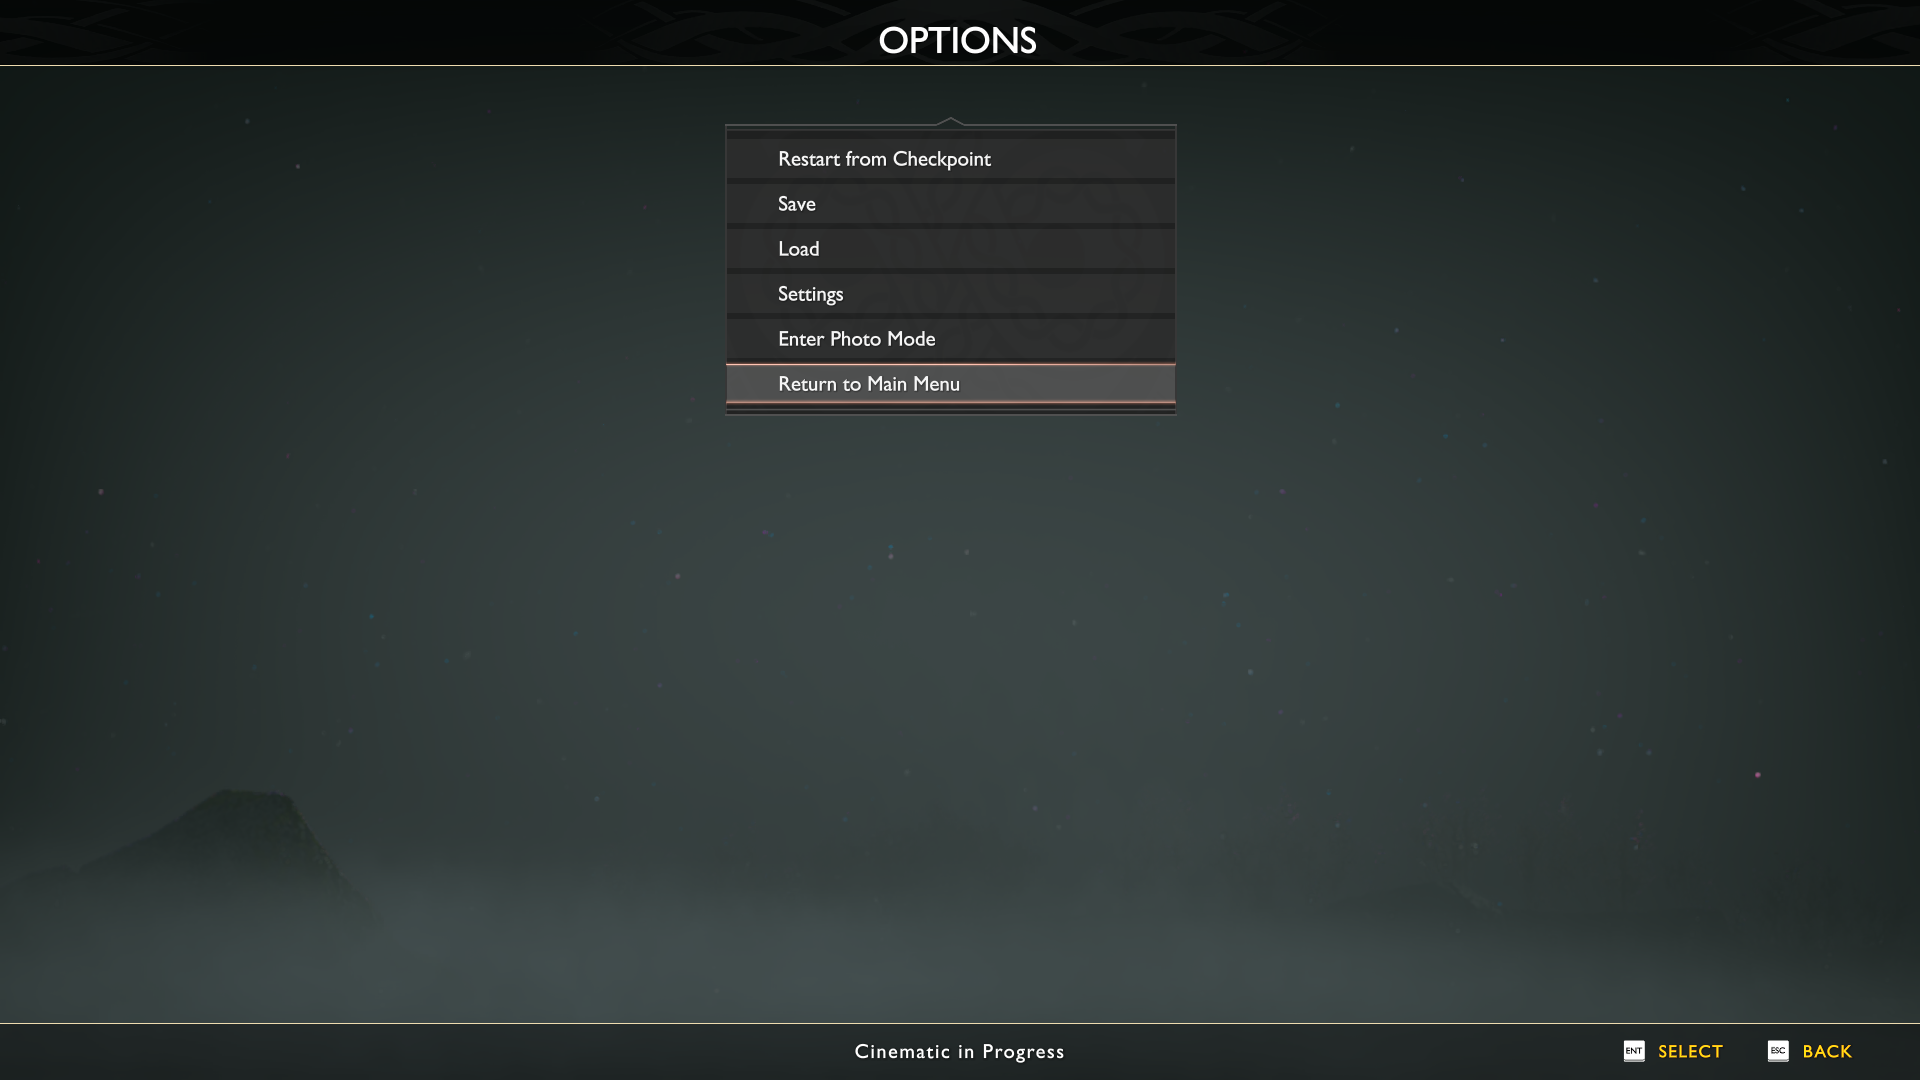 OPTIONS
Restart from Checkpoint
Save
Load
Settings
Enter Photo Mode
Return to Main Menu
Cinematic in Progress
ENT SELECT ESC BACK